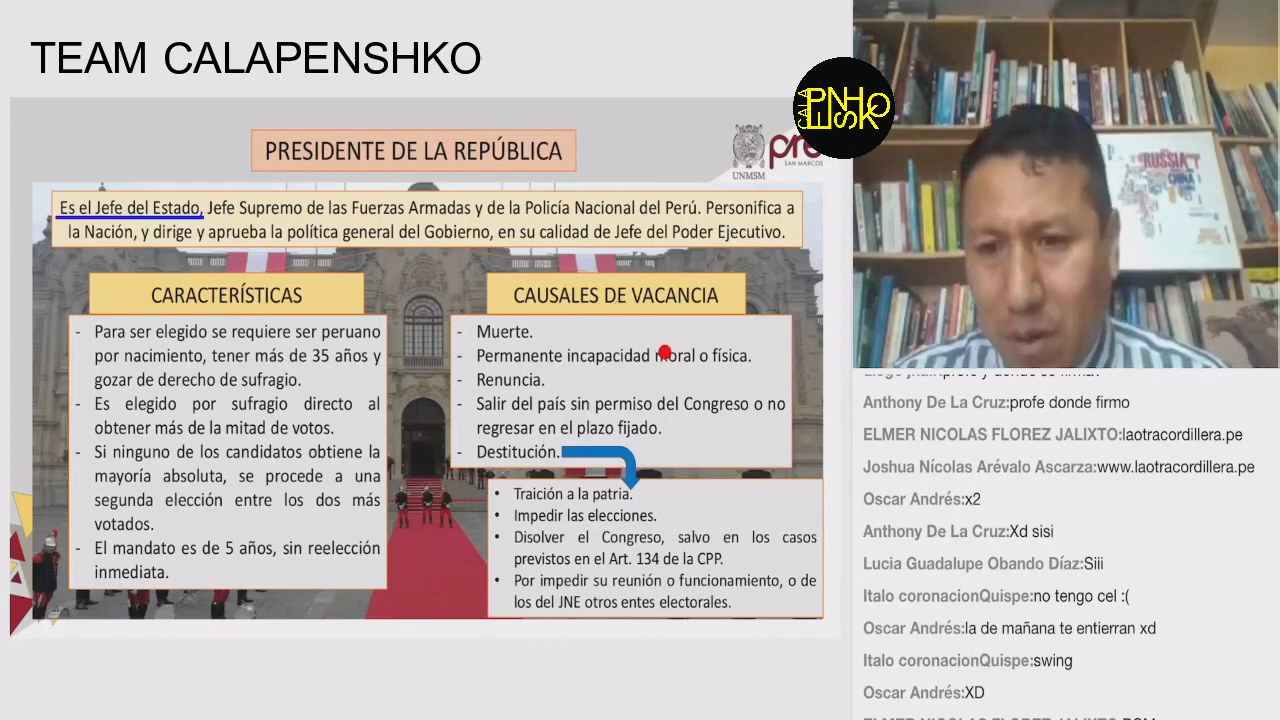 TEAM CALAPENSHKO
CALA
PENHSKO
PRESIDENTE DE LA REPÚBLICA
UNMSM
SAN MARCOS
Es el Jefe del Estado, Jefe Supremo de las Fuerzas Armadas y de la Policía Nacional del Perú. Personifica a
la Nación, y dirige y aprueba la política general del Gobierno, en su calidad de Jefe del Poder Ejecutivo.
CARACTERÍSTICAS
- Para ser elegido se requiere ser peruano
por nacimiento, tener más de 35 años y
gozar de derecho de sufragio.
- Es elegido por sufragio directo al
obtener más de la mitad de votos.
- Si ninguno de los candidatos obtiene la
mayoría absoluta, se procede a una
segunda elección entre los dos más
votados.
- El mandato es de 5 años, sin reelección
inmediata.
CAUSALES DE VACANCIA
- Muerte.
- Permanente incapacidad moral o física.
- Renuncia.
- Salir del país sin permiso del Congreso o no
regresar en el plazo fijado.
- Destitución.
• Traición a la patria.
• Impedir las elecciones.
• Disolver el Congreso, salvo en los casos
previstos en el Art. 134 de la CPP.
• Por impedir su reunión o funcionamiento, o de
los del JNE otros entes electorales.
RUSSIA
CHINA
Anthony De La Cruz:profe donde firmo
ELMER NICOLAS FLOREZ JALIXTO:laotracordillera.pe
Joshua Nícolas Arévalo Ascarza:www.laotracordillera.pe
Oscar Andrés:x2
Anthony De La Cruz:Xd sisi
Lucia Guadalupe Obando Díaz:Siii
Italo coronacionQuispe:no tengo cel :(
Oscar Andrés:la de mañana te entierran xd
Italo coronacionQuispe:swing
Oscar Andrés:XD